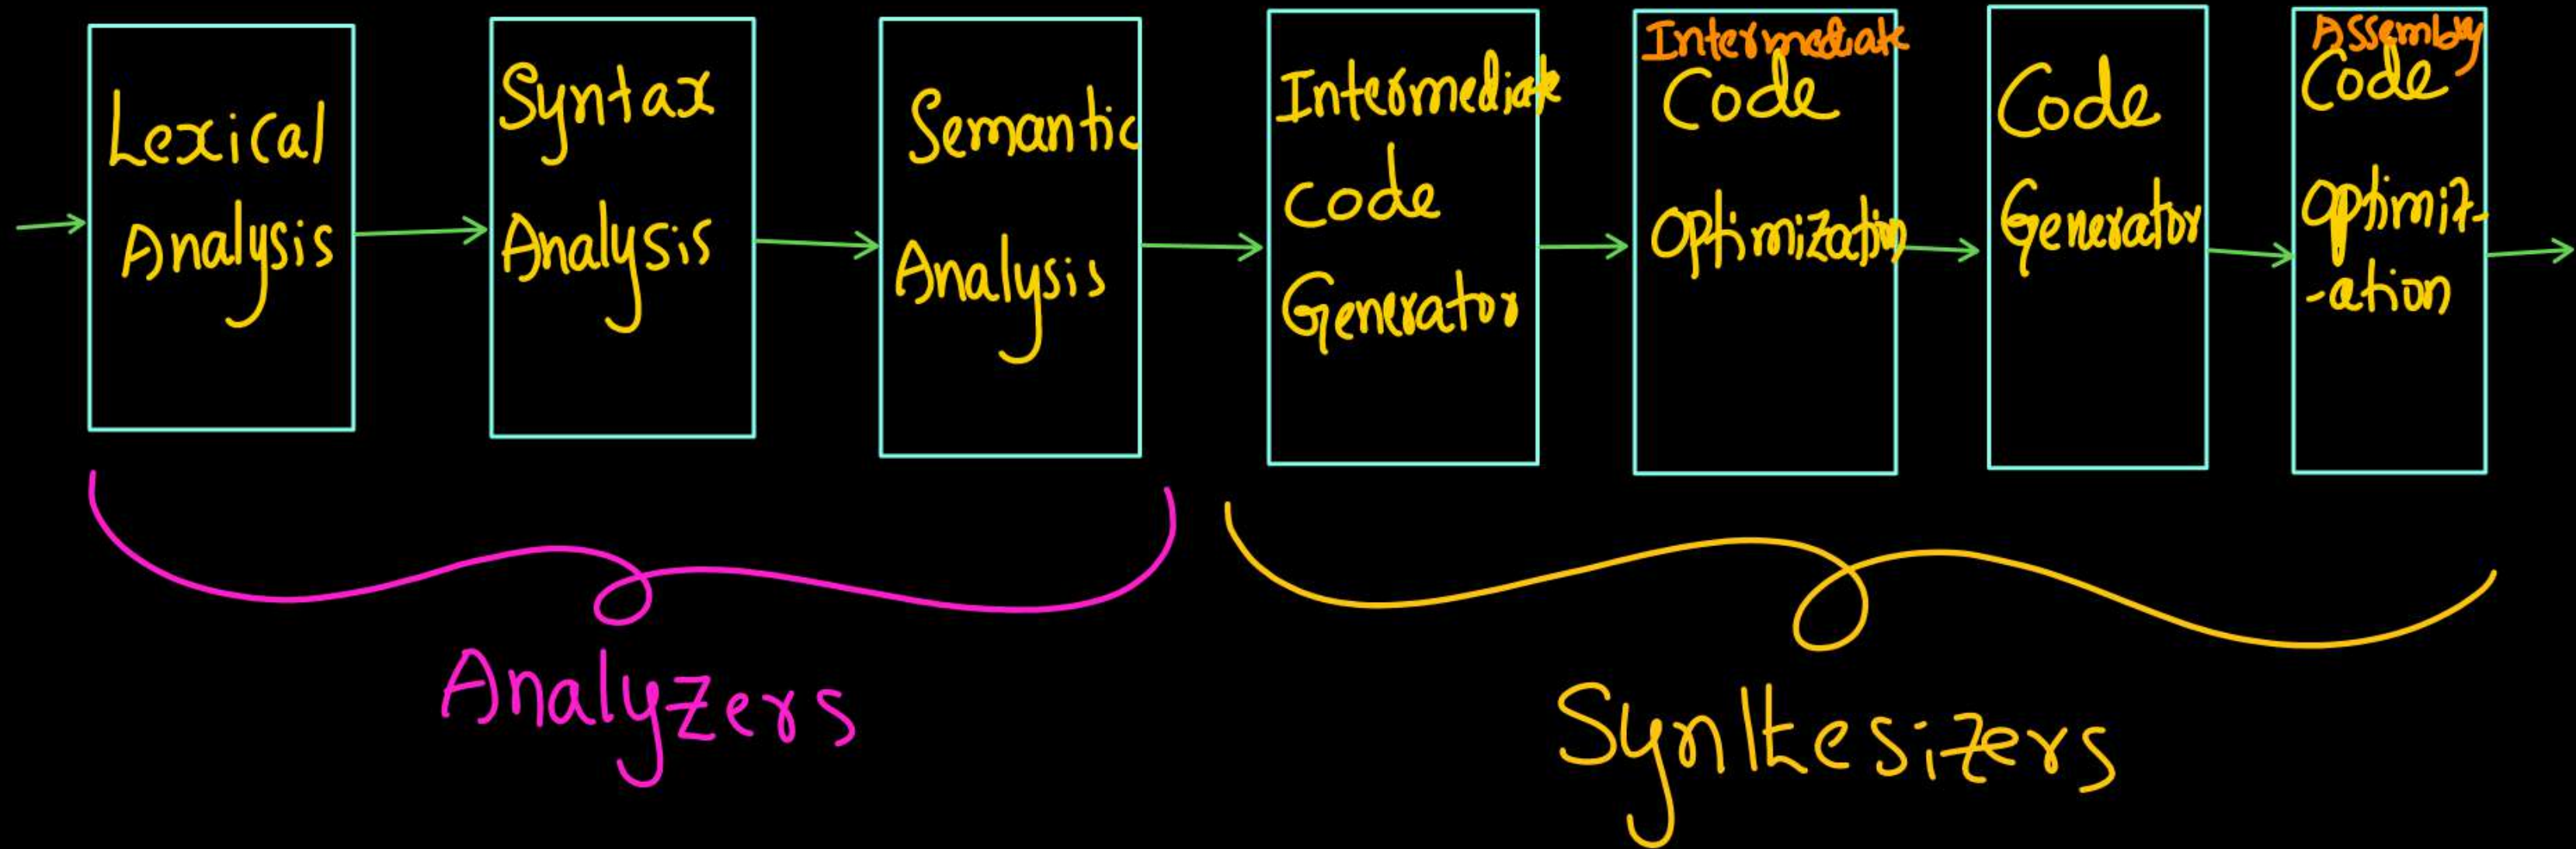 Lexical
Analysis
Syntax
Analysis
Semantic
Analysis
Intermediate
Code
Generator
Intermediate
Code
Optimization
Code
Generator
Assembly
Code
Optimiz-
-ation
Analyzers
Synthesizers